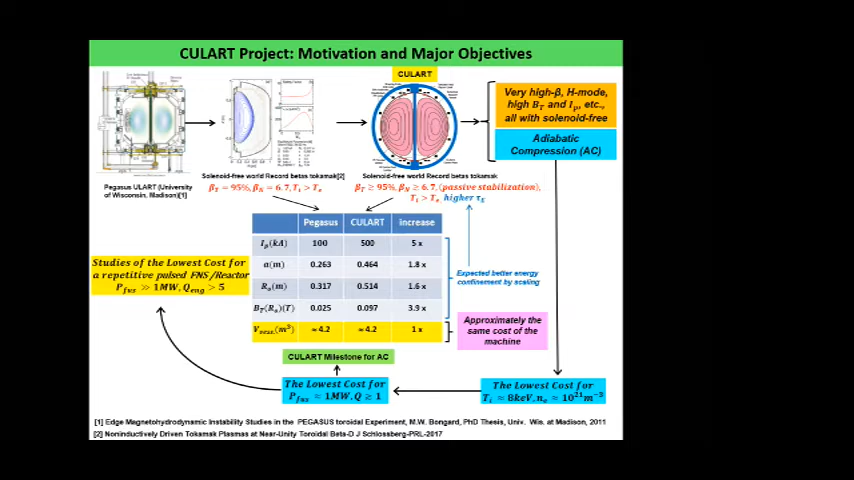 CULART Project: Motivation and Major Objectives
CULART
Very high-β, H-mode,
high B_T and I_p, etc.,
all with solenoid-free
Adiabatic
Compression (AC)
Pegasus ULART (University
of Wisconsin, Madison)[1]
Solenoid-free world Record betas tokamak[2]
β_T = 95%, β_N = 6.7, T_i > T_e
Solenoid-free world Record betas tokamak
β_T ≥ 95%, β_N ≥ 6.7, (passive stabilization),
T_i > T_e, higher τ_E
Pegasus CULART increase
I_p(kA) 100 500 5 x
a(m) 0.263 0.464 1.8 x
R_o(m) 0.317 0.514 1.6 x
B_T(R_o)(T) 0.025 0.097 3.9 x
V_vess.(m³) ≈4.2 ≈4.2 1 x
Studies of the Lowest Cost for
a repetitive pulsed FNS/Reactor
P_fus ≫ 1MW, Q_eng > 5
Expected better energy
confinement by scaling
Approximately the
same cost of the
machine
CULART Milestone for AC
The Lowest Cost for
P_fus ≈ 1MW, Q ≥ 1
The Lowest Cost for
T_i ≈ 8keV, n_e ≈ 10²¹m⁻³
[1] Edge Magnetohydrodynamic Instability Studies in the PEGASUS toroidal Experiment, M.W. Bongard, PhD Thesis, Univ. Wis. at Madison, 2011
[2] Noninductively Driven Tokamak Plasmas at Near-Unity Toroidal Beta-D J Schlossberg-PRL-2017